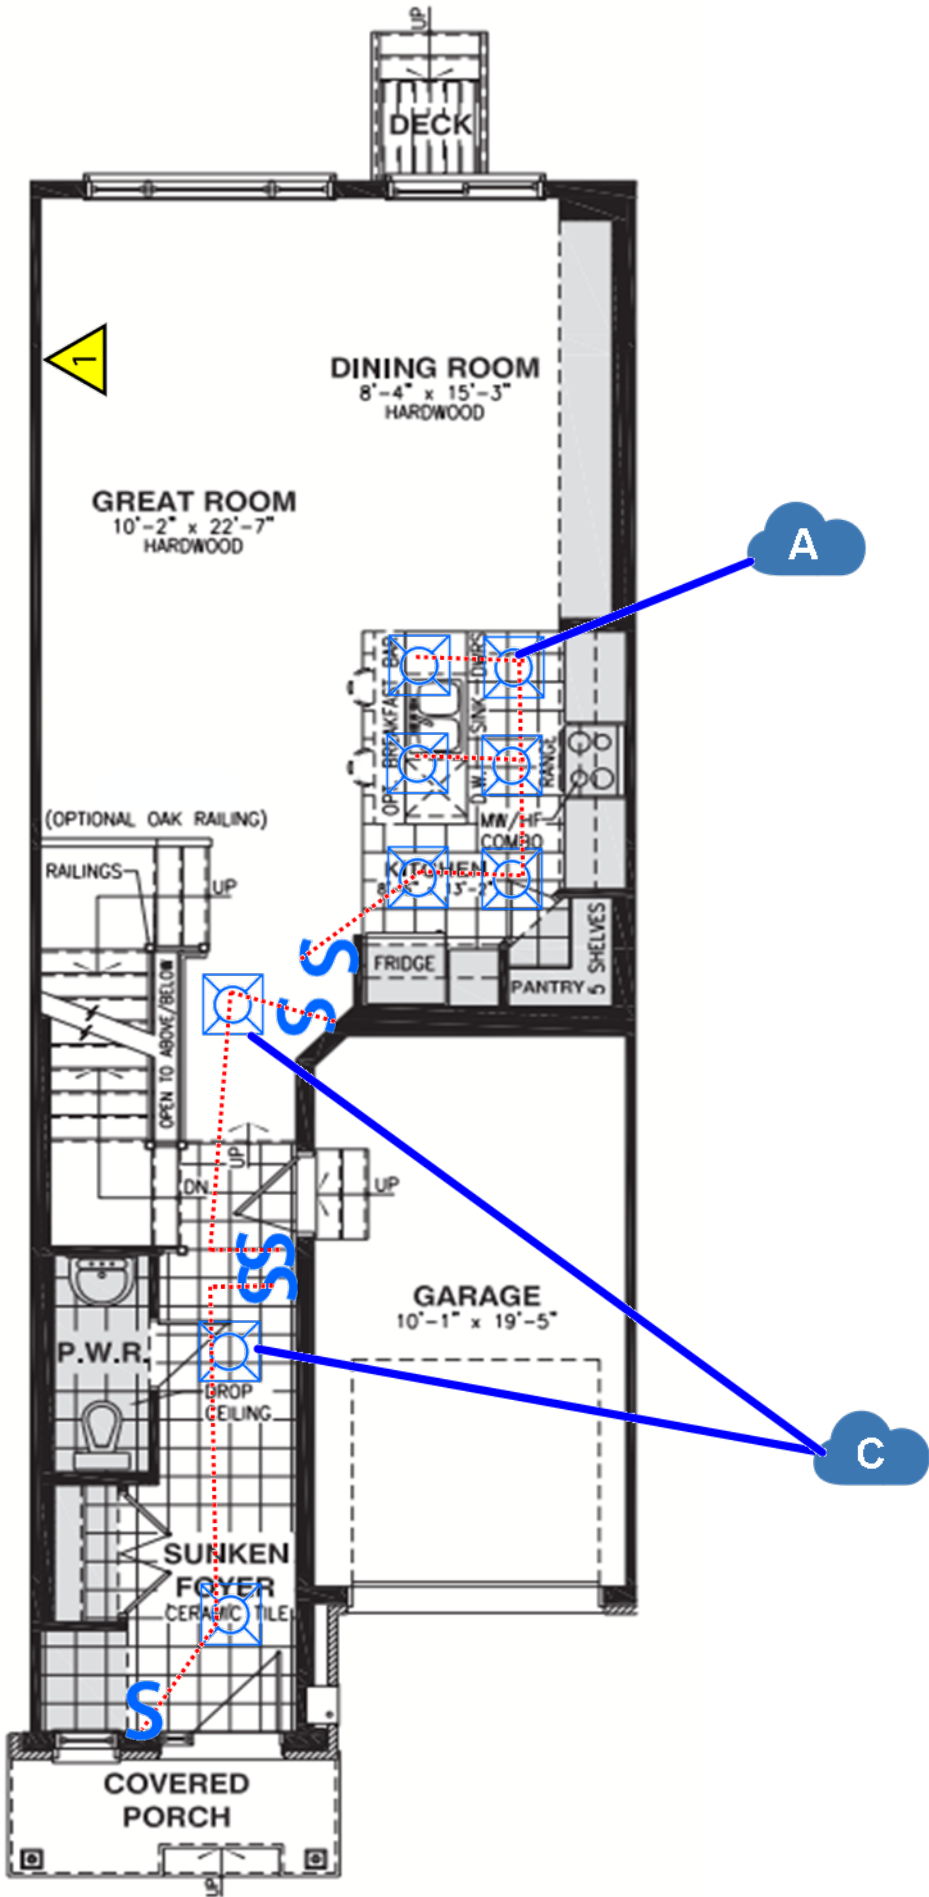 UP
DECK
1
DINING ROOM
8'-4" x 15'-3"
HARDWOOD
GREAT ROOM
10'-2" x 22'-7"
HARDWOOD
A
OPT. BREAKFAST BAR
SINK
D.W.
RANGE
MW/HF
COMBO
(OPTIONAL OAK RAILING)
RAILINGS
UP
KITCHEN
13'-2"
S
S
FRIDGE
PANTRY
5 SHELVES
OPEN TO ABOVE/BELOW
UP
DN
UP
S
S
GARAGE
10'-1" x 19'-5"
P.W.R.
DROP
CEILING
C
SUNKEN
FOYER
CERAMIC TILE
S
COVERED
PORCH
UP